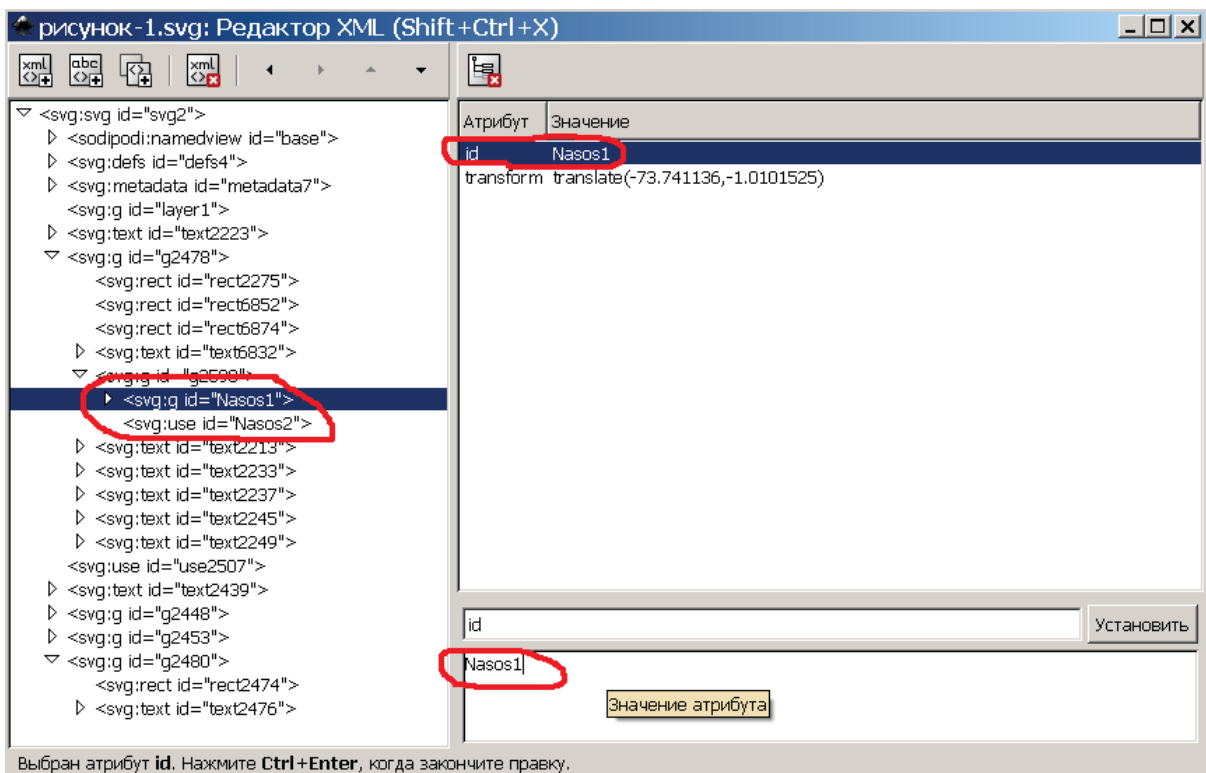 рисунок-1.svg: Редактор XML (Shift+Ctrl+X)
xml
abc
xml
<svg:svg id="svg2">
<sodipodi:namedview id="base">
<svg:defs id="defs4">
<svg:metadata id="metadata7">
<svg:g id="layer1">
<svg:text id="text2223">
<svg:g id="g2478">
<svg:rect id="rect2275">
<svg:rect id="rect6852">
<svg:rect id="rect6874">
<svg:text id="text6832">
<svg:g id="g2598">
<svg:g id="Nasos1">
<svg:use id="Nasos2">
<svg:text id="text2213">
<svg:text id="text2233">
<svg:text id="text2237">
<svg:text id="text2245">
<svg:text id="text2249">
<svg:use id="use2507">
<svg:text id="text2439">
<svg:g id="g2448">
<svg:g id="g2453">
<svg:g id="g2480">
<svg:rect id="rect2474">
<svg:text id="text2476">
Атрибут Значение
id Nasos1
transform translate(-73.741136,-1.0101525)
id
Установить
Nasos1
Значение атрибута
Выбран атрибут id. Нажмите Ctrl+Enter, когда закончите правку.